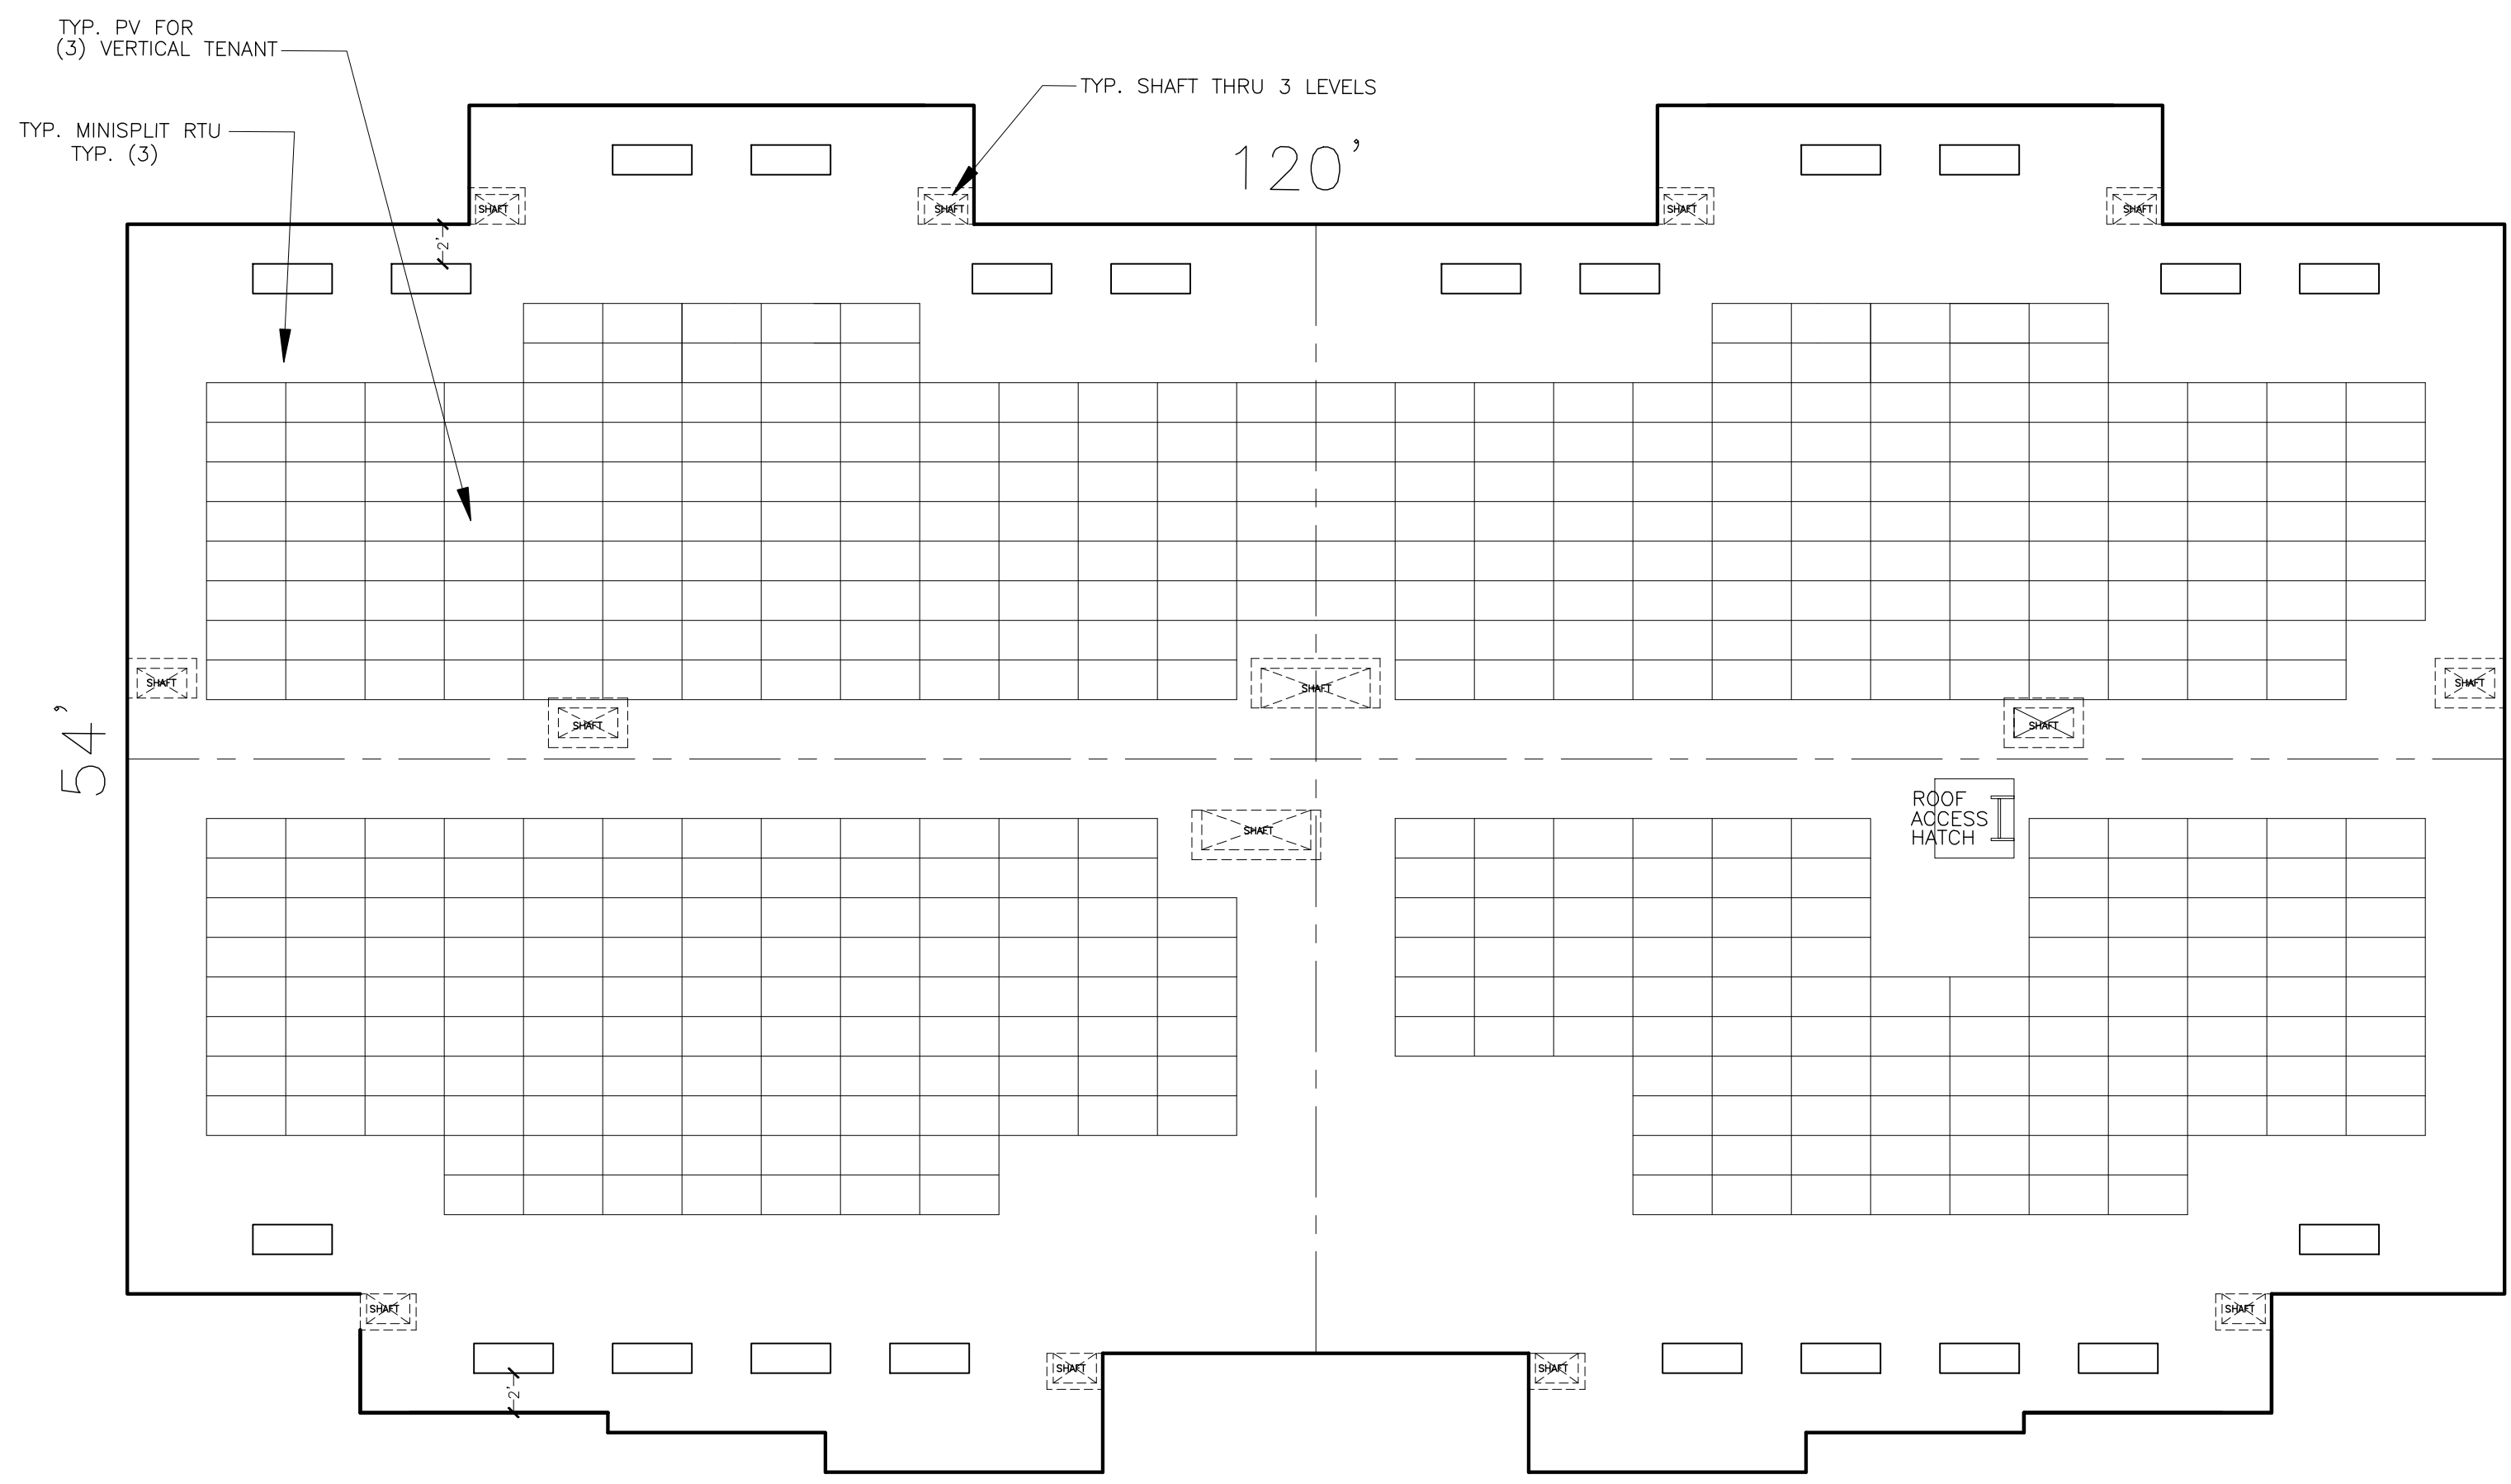 TYP. PV FOR
(3) VERTICAL TENANT
TYP. SHAFT THRU 3 LEVELS
TYP. MINISPLIT RTU
TYP. (3)
120'
SHAFT
SHAFT
SHAFT
SHAFT
2'
SHAFT
SHAFT
SHAFT
SHAFT
SHAFT
54'
ROOF
ACCESS
HATCH
SHAFT
SHAFT
SHAFT
SHAFT
SHAFT
2'